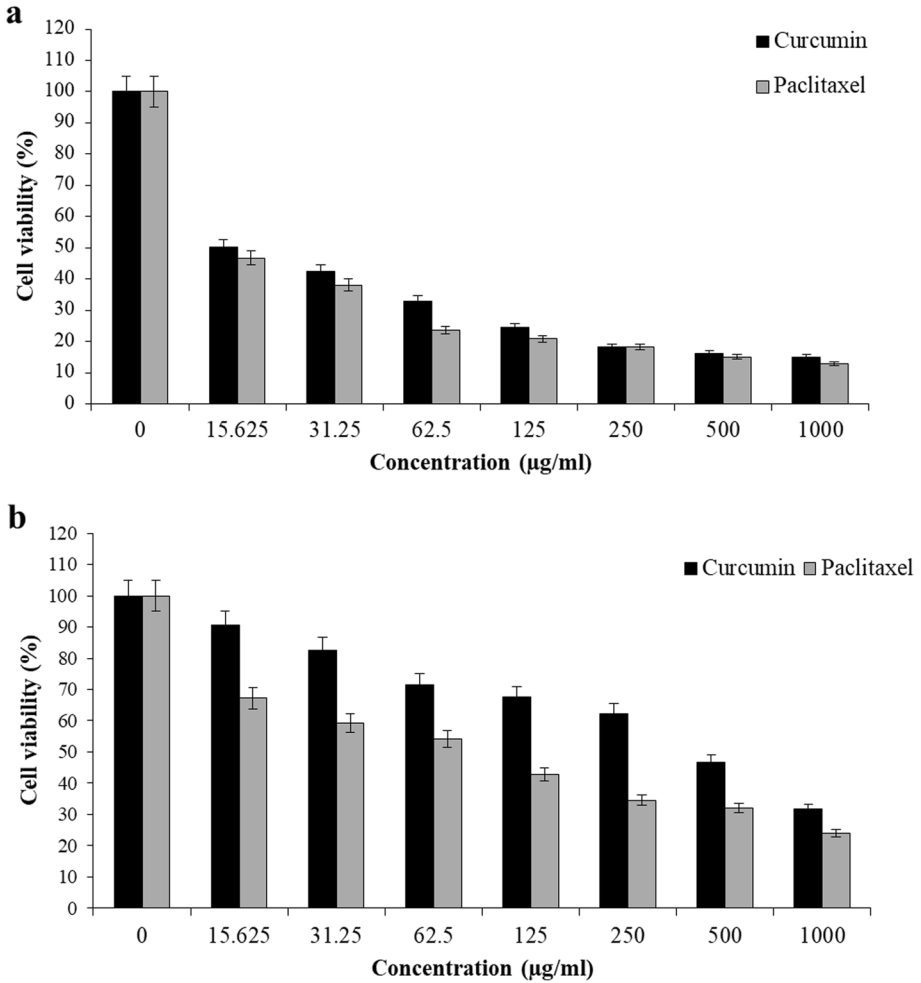 a
120
110
100
90
80
70
60
50
40
30
20
10
0
Cell viability (%)
Curcumin
Paclitaxel
0 15.625 31.25 62.5 125 250 500 1000
Concentration (µg/ml)
b
120
110
100
90
80
70
60
50
40
30
20
10
0
Cell viability (%)
Curcumin Paclitaxel
0 15.625 31.25 62.5 125 250 500 1000
Concentration (µg/ml)